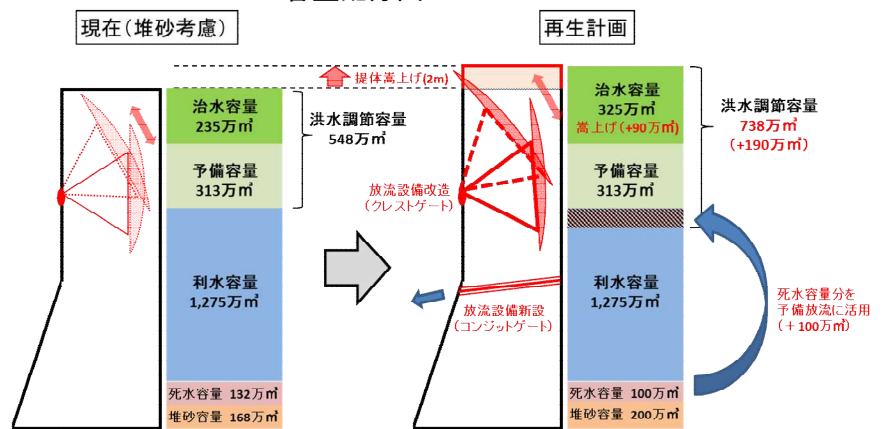 現在(堆砂考慮)
再生計画
提体嵩上げ(2m)
治水容量
235万㎥
予備容量
313万㎥
利水容量
1,275万㎥
死水容量 132万㎥
堆砂容量 168万㎥
洪水調節容量
548万㎥
放流設備改造
(クレストゲート)
放流設備新設
(コンジットゲート)
治水容量
325万㎥
嵩上げ(+90万㎥)
予備容量
313万㎥
利水容量
1,275万㎥
死水容量 100万㎥
堆砂容量 200万㎥
洪水調節容量
738万㎥
(+190万㎥)
死水容量分を
予備放流に活用
(+100万㎥)